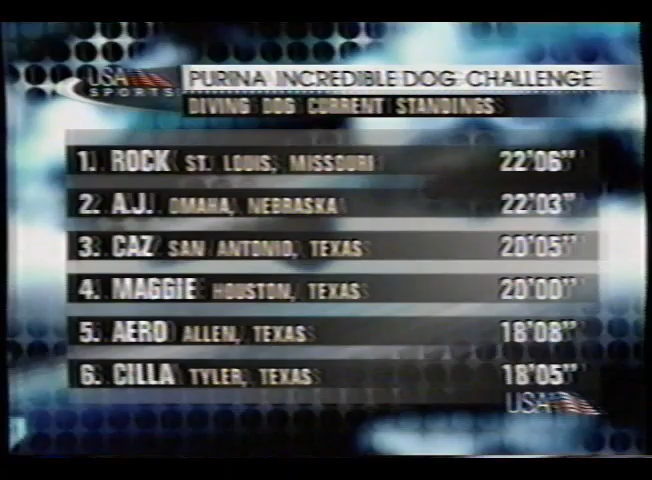 USA SPORTS
PURINA INCREDIBLE DOG CHALLENGE
DIVING DOG CURRENT STANDINGS
1. ROCK ST. LOUIS, MISSOURI 22'06"
2. A.J. OMAHA, NEBRASKA 22'03"
3. CAZ SAN ANTONIO, TEXAS 20'05"
4. MAGGIE HOUSTON, TEXAS 20'00"
5. AERO ALLEN, TEXAS 18'08"
6. CILLA TYLER, TEXAS 18'05"
USA